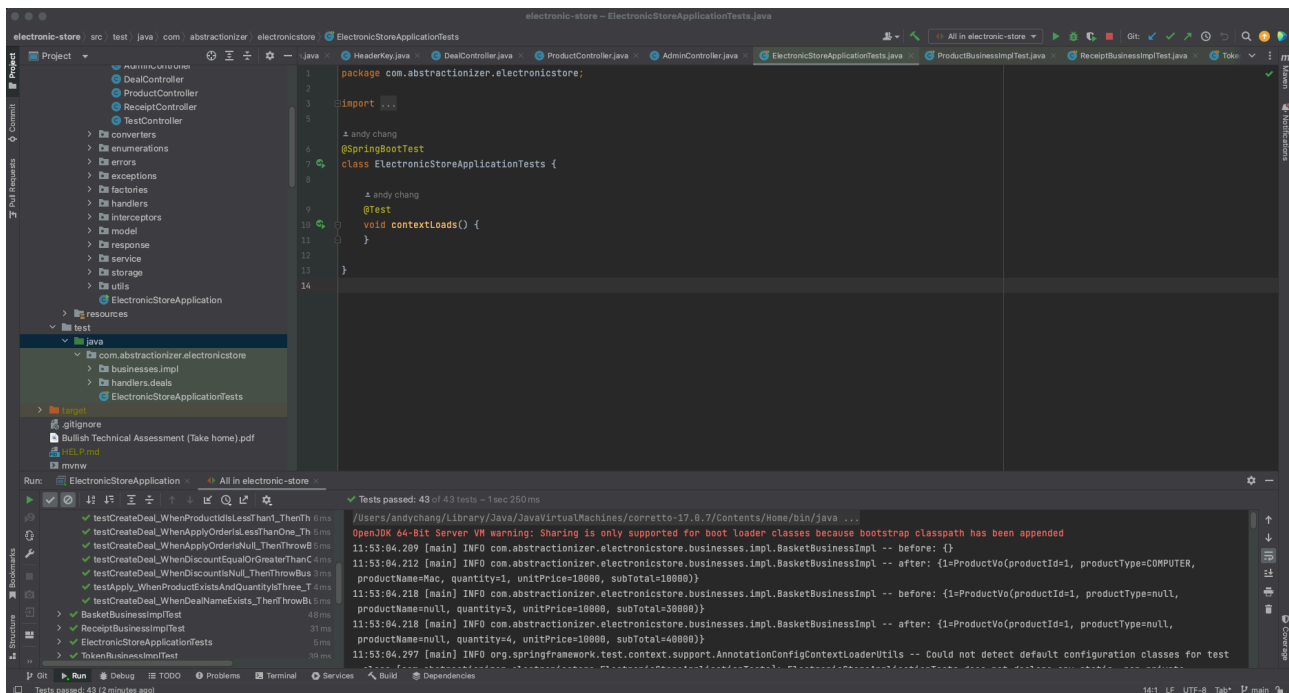 electronic-store – ElectronicStoreApplicationTests.java
electronic-store src test java com abstractionizer electronicstore ElectronicStoreApplicationTests
All in electronic-store Git:
Project
.java HeaderKey.java DealController.java ProductController.java AdminController.java ElectronicStoreApplicationTests.java ProductBusinessImplTest.java ReceiptBusinessImplTest.java Toke
AdminController
DealController
ProductController
ReceiptController
TestController
converters
enumerations
errors
exceptions
factories
handlers
interceptors
model
response
service
storage
utils
ElectronicStoreApplication
resources
test
java
com.abstractionizer.electronicstore
businesses.impl
handlers.deals
ElectronicStoreApplicationTests
target
.gitignore
Bullish Technical Assessment (Take home).pdf
HELP.md
mvnw
1 package com.abstractionizer.electronicstore;
2
3 import ...
5
andy chang
6 @SpringBootTest
7 class ElectronicStoreApplicationTests {
8
andy chang
9 @Test
10 void contextLoads() {
11 }
12
13 }
14
Project
Commit
Pull Requests
Bookmarks
Structure
Maven
Notifications
Coverage
Run: ElectronicStoreApplication All in electronic-store
Tests passed: 43 of 43 tests – 1 sec 250 ms
testCreateDeal_WhenProductIdIsLessThan1_ThenTh 6 ms
testCreateDeal_WhenApplyOrderIsLessThanOne_Th 5 ms
testCreateDeal_WhenApplyOrderIsNull_ThenThrowB 5 ms
testCreateDeal_WhenDiscountEqualOrGreaterThanC 4 ms
testCreateDeal_WhenDiscountIsNull_ThenThrowBus 3 ms
testApply_WhenProductExistsAndQuantityIsThree_T 4 ms
testCreateDeal_WhenDealNameExists_ThenThrowBu 5 ms
BasketBusinessImplTest 48 ms
ReceiptBusinessImplTest 31 ms
ElectronicStoreApplicationTests 5 ms
TokenBusinessImplTest 39 ms
/Users/andychang/Library/Java/JavaVirtualMachines/corretto-17.0.7/Contents/Home/bin/java ...
OpenJDK 64-Bit Server VM warning: Sharing is only supported for boot loader classes because bootstrap classpath has been appended
11:53:04.209 [main] INFO com.abstractionizer.electronicstore.businesses.impl.BasketBusinessImpl -- before: {}
11:53:04.212 [main] INFO com.abstractionizer.electronicstore.businesses.impl.BasketBusinessImpl -- after: {1=ProductVo(productId=1, productType=COMPUTER,
productName=Mac, quantity=1, unitPrice=10000, subTotal=10000)}
11:53:04.218 [main] INFO com.abstractionizer.electronicstore.businesses.impl.BasketBusinessImpl -- before: {1=ProductVo(productId=1, productType=null,
productName=null, quantity=3, unitPrice=10000, subTotal=30000)}
11:53:04.218 [main] INFO com.abstractionizer.electronicstore.businesses.impl.BasketBusinessImpl -- after: {1=ProductVo(productId=1, productType=null,
productName=null, quantity=4, unitPrice=10000, subTotal=40000)}
11:53:04.297 [main] INFO org.springframework.test.context.support.AnnotationConfigContextLoaderUtils -- Could not detect default configuration classes for test
Git Run Debug TODO Problems Terminal Services Build Dependencies
Tests passed: 43 (2 minutes ago) 14:1 LF UTF-8 Tab* main